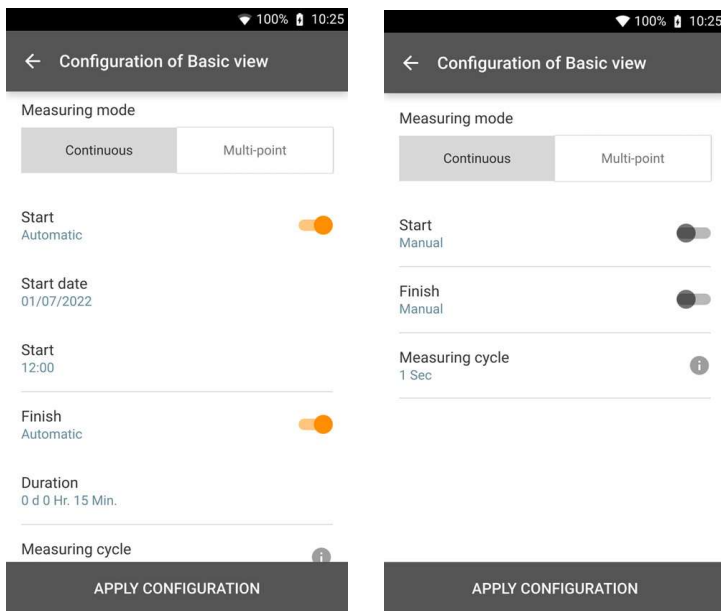 100% 10:25
Configuration of Basic view
Measuring mode
Continuous Multi-point
Start
Automatic
Start date
01/07/2022
Start
12:00
Finish
Automatic
Duration
0 d 0 Hr. 15 Min.
Measuring cycle
APPLY CONFIGURATION
100% 10:25
Configuration of Basic view
Measuring mode
Continuous Multi-point
Start
Manual
Finish
Manual
Measuring cycle
1 Sec
APPLY CONFIGURATION